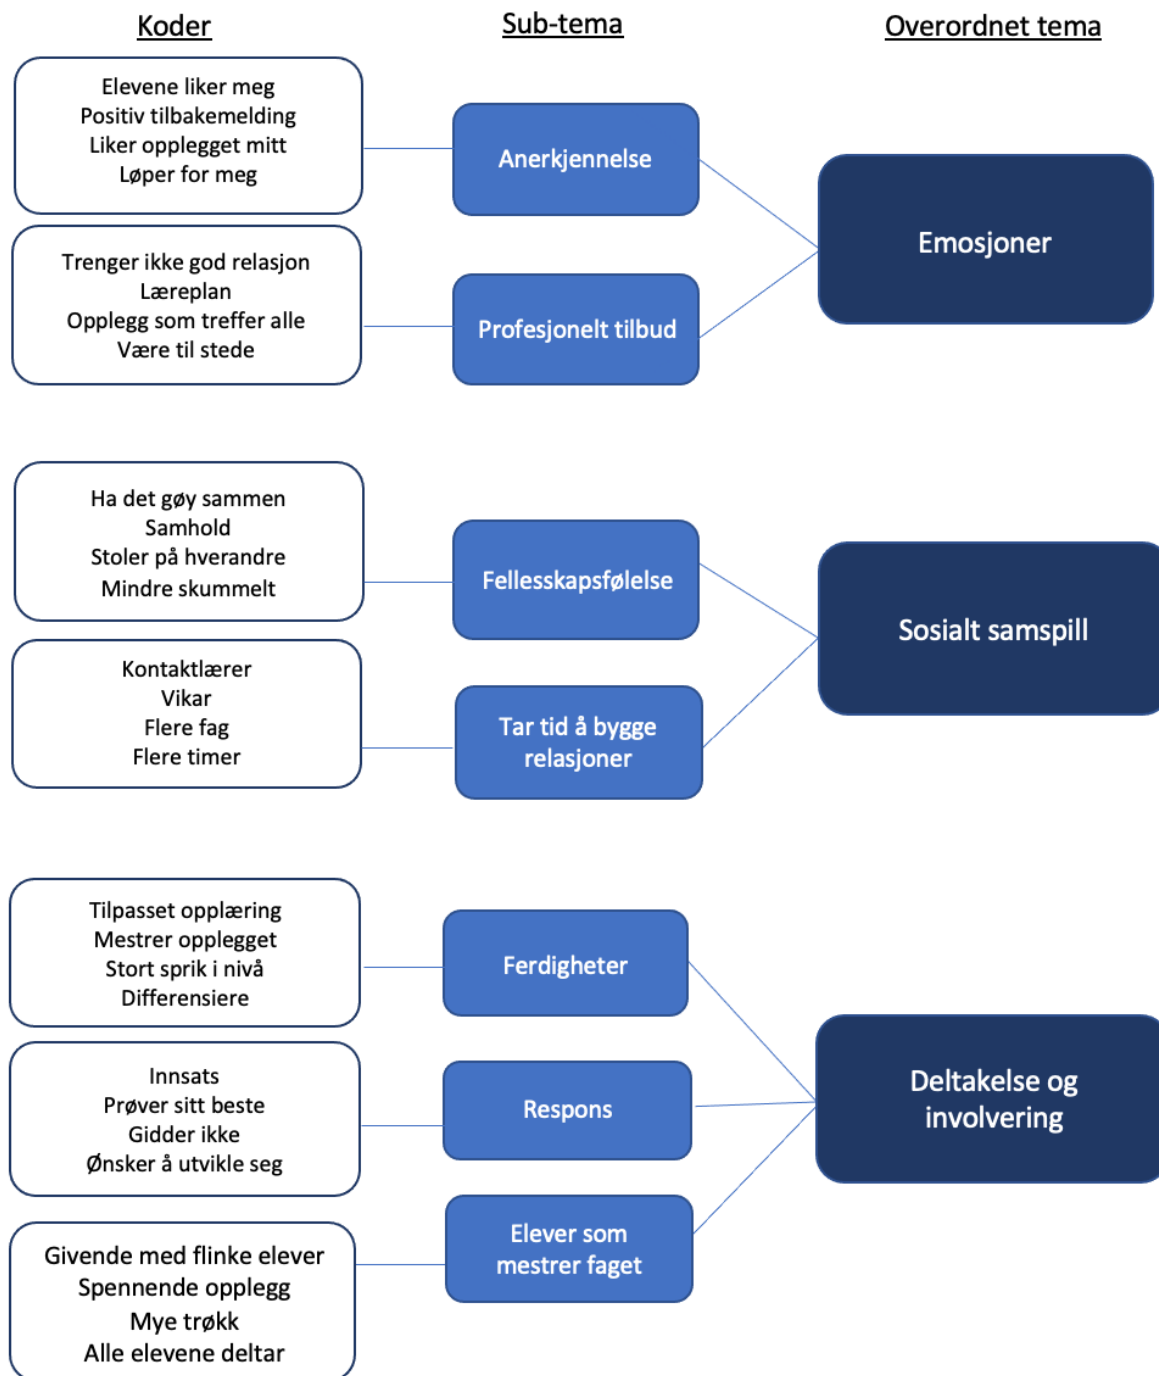 Koder
Sub-tema
Overordnet tema
Elevene liker meg
Positiv tilbakemelding
Liker opplegget mitt
Løper for meg
Anerkjennelse
Emosjoner
Trenger ikke god relasjon
Læreplan
Opplegg som treffer alle
Være til stede
Profesjonelt tilbud
Ha det gøy sammen
Samhold
Stoler på hverandre
Mindre skummelt
Fellesskapsfølelse
Sosialt samspill
Kontaktlærer
Vikar
Flere fag
Flere timer
Tar tid å bygge
relasjoner
Tilpasset opplæring
Mestrer opplegget
Stort sprik i nivå
Differensiere
Ferdigheter
Deltakelse og
involvering
Innsats
Prøver sitt beste
Gidder ikke
Ønsker å utvikle seg
Respons
Givende med flinke elever
Spennende opplegg
Mye trøkk
Alle elevene deltar
Elever som
mestrer faget